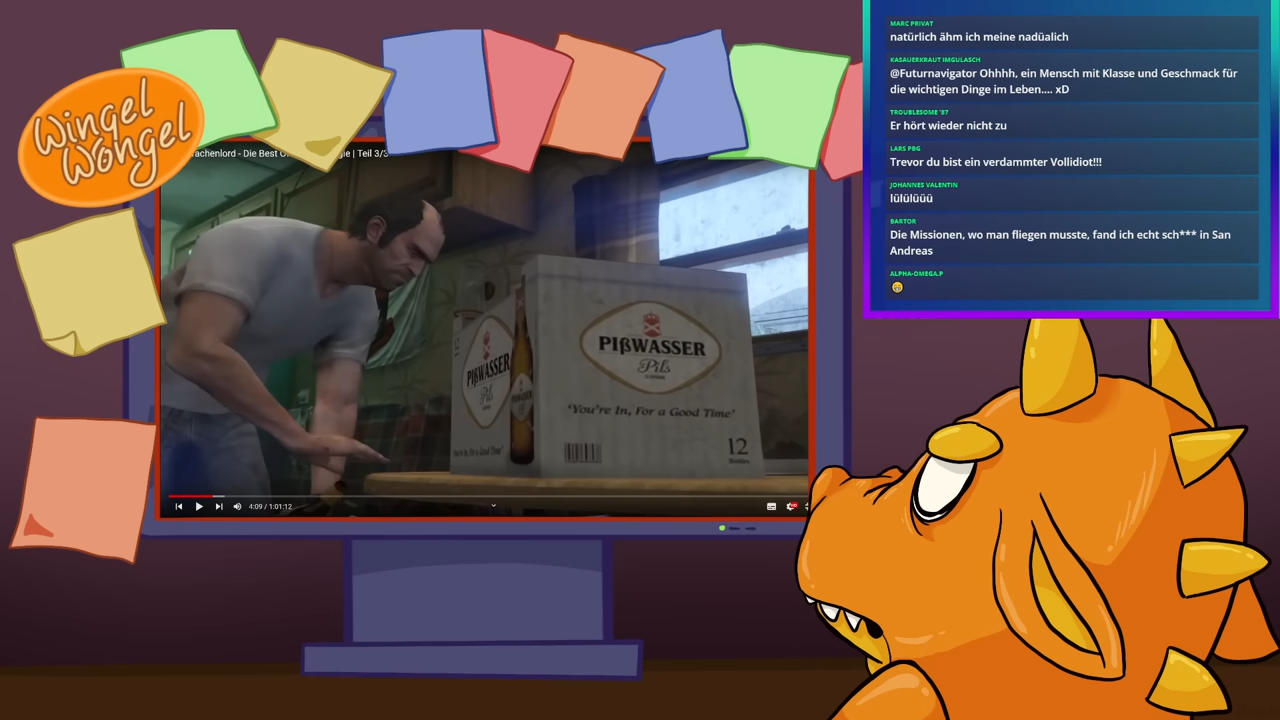 Wingel
Wongel
rachenlord - Die Best O
gie | Teil 3/3
PIßWASSER
Pils
PIßWASSER
Pils
'You're In, For a Good Time'
12
4:09 / 1:01:12
MARC PRIVAT
natürlich ähm ich meine nadüalich
KASAUERKRAUT IMGULASCH
@Futurnavigator Ohhhh, ein Mensch mit Klasse und Geschmack für
die wichtigen Dinge im Leben.... xD
TROUBLESOME '87
Er hört wieder nicht zu
LARS PBG
Trevor du bist ein verdammter Vollidiot!!!
JOHANNES VALENTIN
lülülüüü
BARTOR
Die Missionen, wo man fliegen musste, fand ich echt sch*** in San
Andreas
ALPHA-OMEGA.P